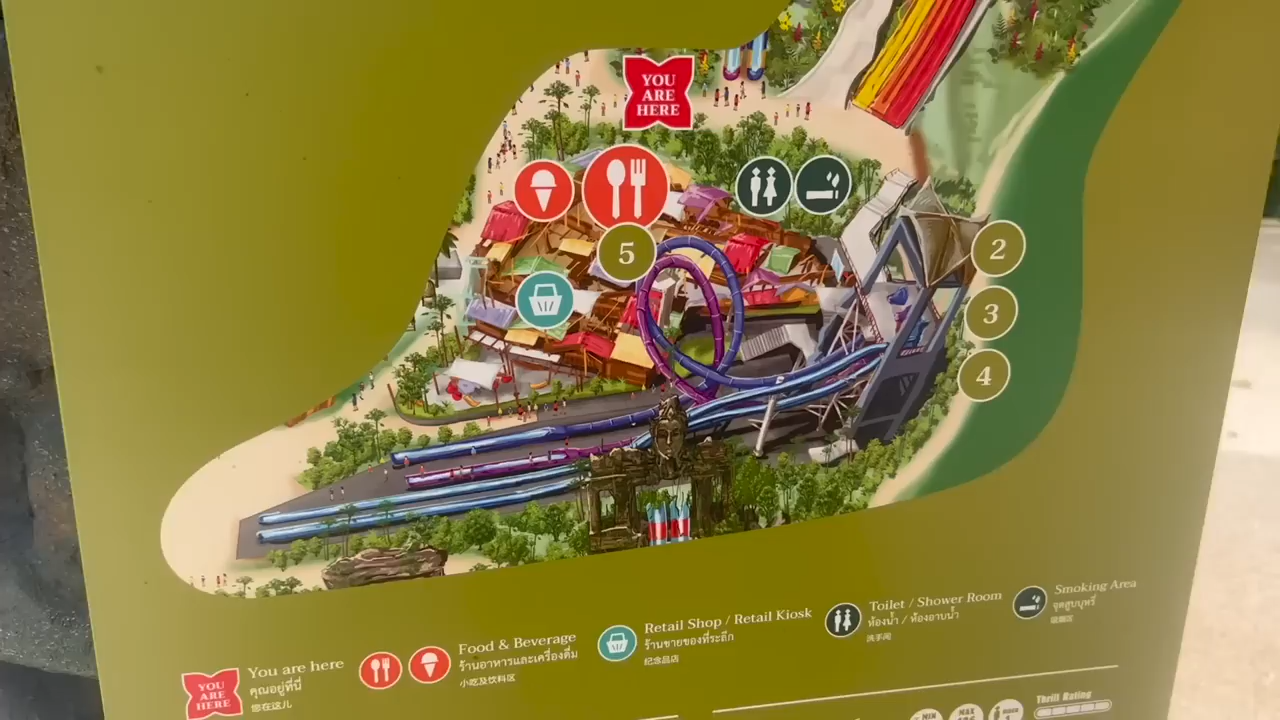 YOU
ARE
HERE
5
2
3
4
YOU
ARE
HERE
You are here
คุณอยู่ที่นี่
您在这儿
Food & Beverage
ร้านอาหารและเครื่องดื่ม
小吃及饮料区
Retail Shop / Retail Kiosk
ร้านขายของที่ระลึก
纪念品店
Toilet / Shower Room
ห้องน้ำ / ห้องอาบน้ำ
洗手间
Smoking Area
จุดสูบบุหรี่
吸烟区
MIN
MAX
Thrill Rating